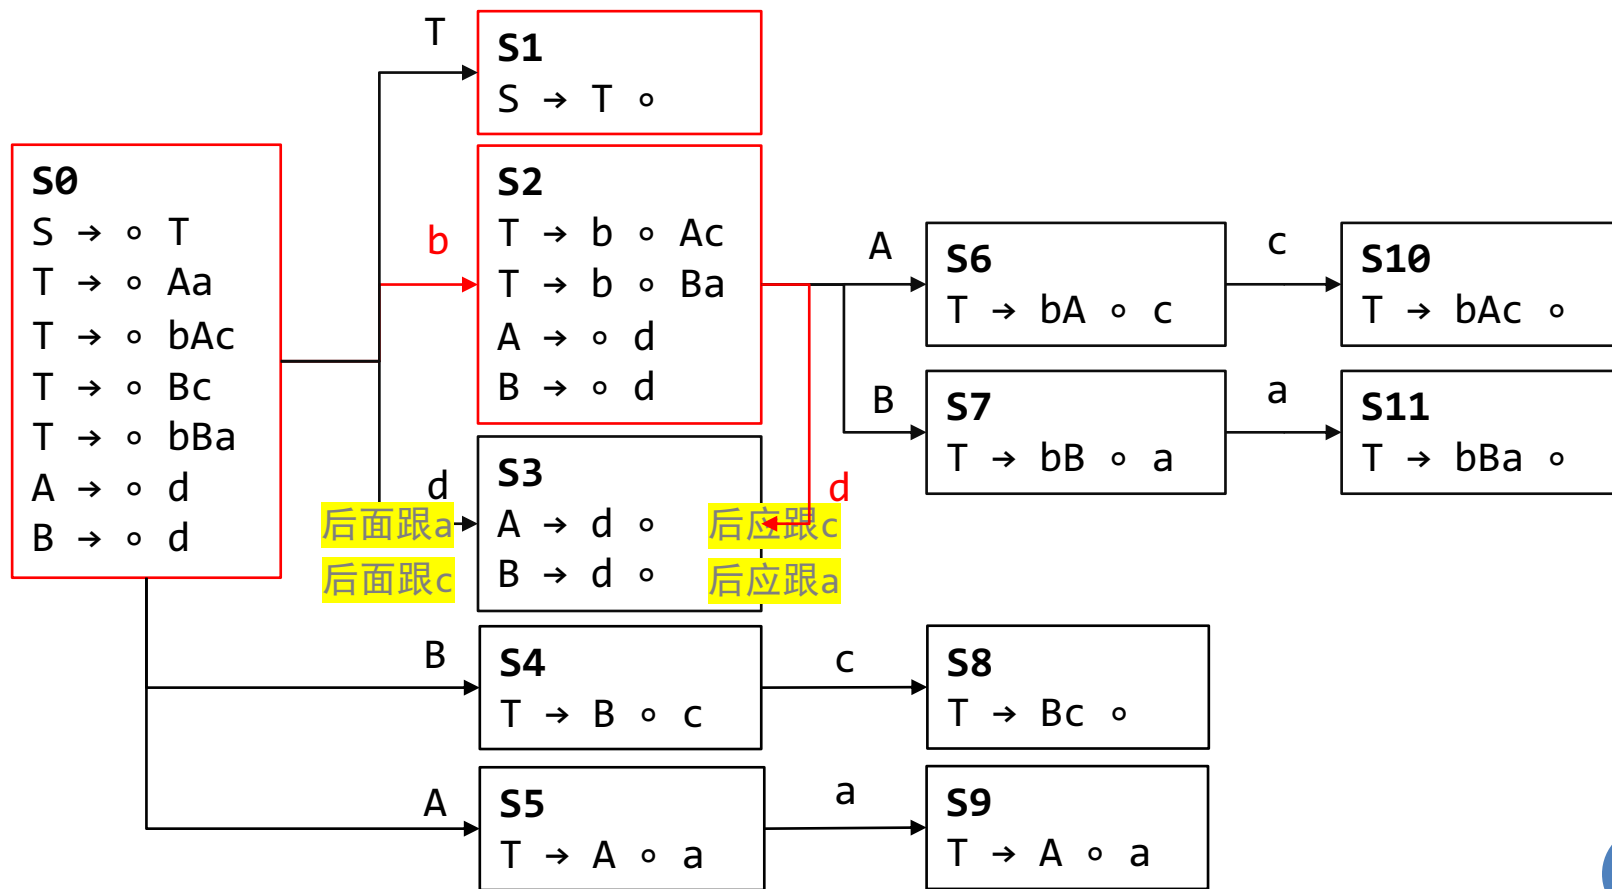 T
S1
S → T ∘
S0
S → ∘ T
T → ∘ Aa
T → ∘ bAc
T → ∘ Bc
T → ∘ bBa
A → ∘ d
B → ∘ d
b
S2
T → b ∘ Ac
T → b ∘ Ba
A → ∘ d
B → ∘ d
A
S6
T → bA ∘ c
c
S10
T → bAc ∘
B
S7
T → bB ∘ a
a
S11
T → bBa ∘
d
后面跟a
后面跟c
S3
A → d ∘
B → d ∘
d
后应跟c
后应跟a
B
S4
T → B ∘ c
c
S8
T → Bc ∘
A
S5
T → A ∘ a
a
S9
T → A ∘ a